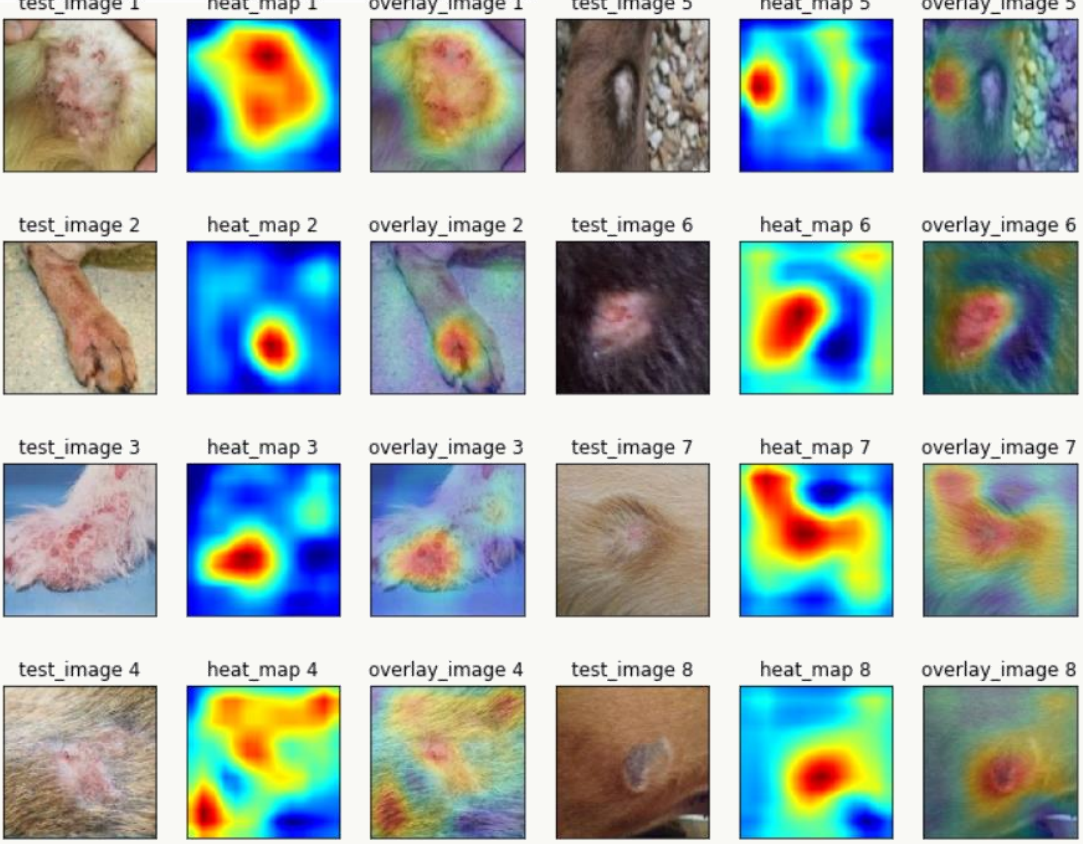 test_image 1 heat_map 1 overlay_image 1 test_image 5 heat_map 5 overlay_image 5
test_image 2 heat_map 2 overlay_image 2 test_image 6 heat_map 6 overlay_image 6
test_image 3 heat_map 3 overlay_image 3 test_image 7 heat_map 7 overlay_image 7
test_image 4 heat_map 4 overlay_image 4 test_image 8 heat_map 8 overlay_image 8